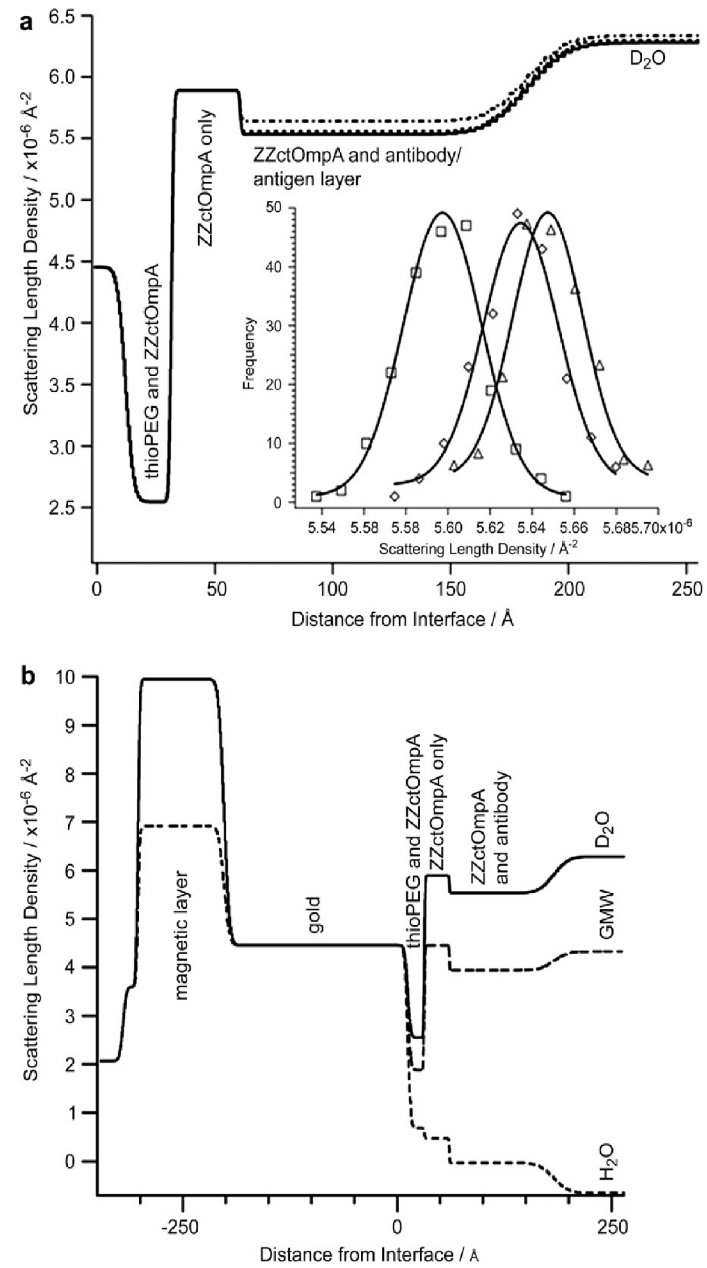 a
6.5
6.0
5.5
5.0
4.5
4.0
3.5
3.0
2.5
Scattering Length Density / x10-6 Å-2
thioPEG and ZZctOmpA
ZZctOmpA only
D2O
ZZctOmpA and antibody/
antigen layer
50
40
30
20
10
0
Frequency
5.54 5.56 5.58 5.60 5.62 5.64 5.66 5.685.70x10-6
Scattering Length Density / Å-2
0 50 100 150 200 250
Distance from Interface / Å
b
10
9
8
7
6
5
4
3
2
1
0
Scattering Length Density / x10-6 Å-2
magnetic layer
gold
thioPEG and ZZctOmpA
ZZctOmpA only
ZZctOmpA
and antibody
D2O
GMW
H2O
-250 0 250
Distance from Interface / Å